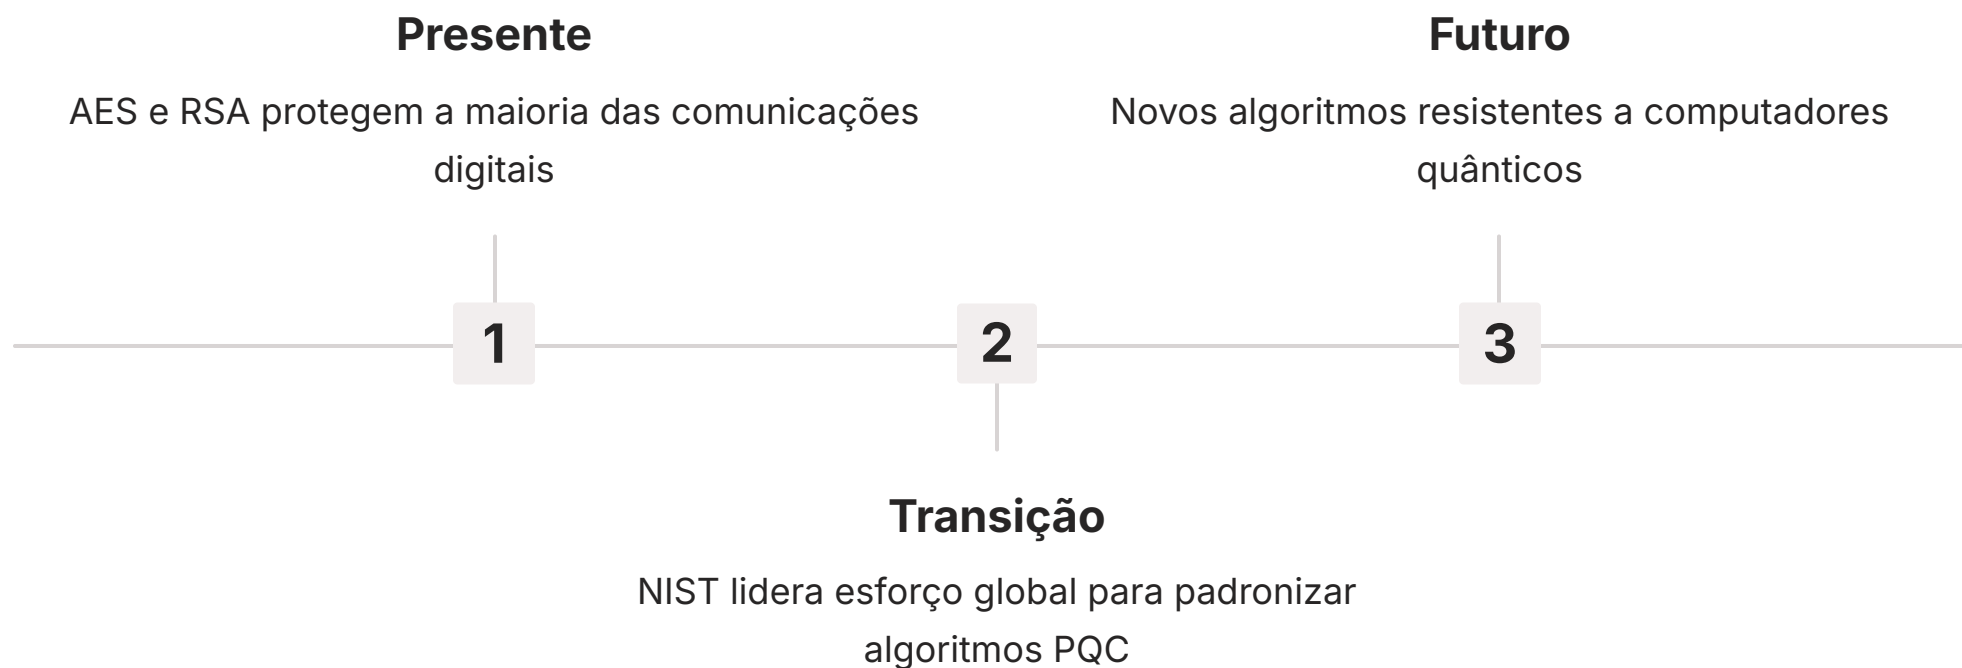 Presente
AES e RSA protegem a maioria das comunicações
digitais
1
2
Transição
NIST lidera esforço global para padronizar
algoritmos PQC
Futuro
Novos algoritmos resistentes a computadores
quânticos
3